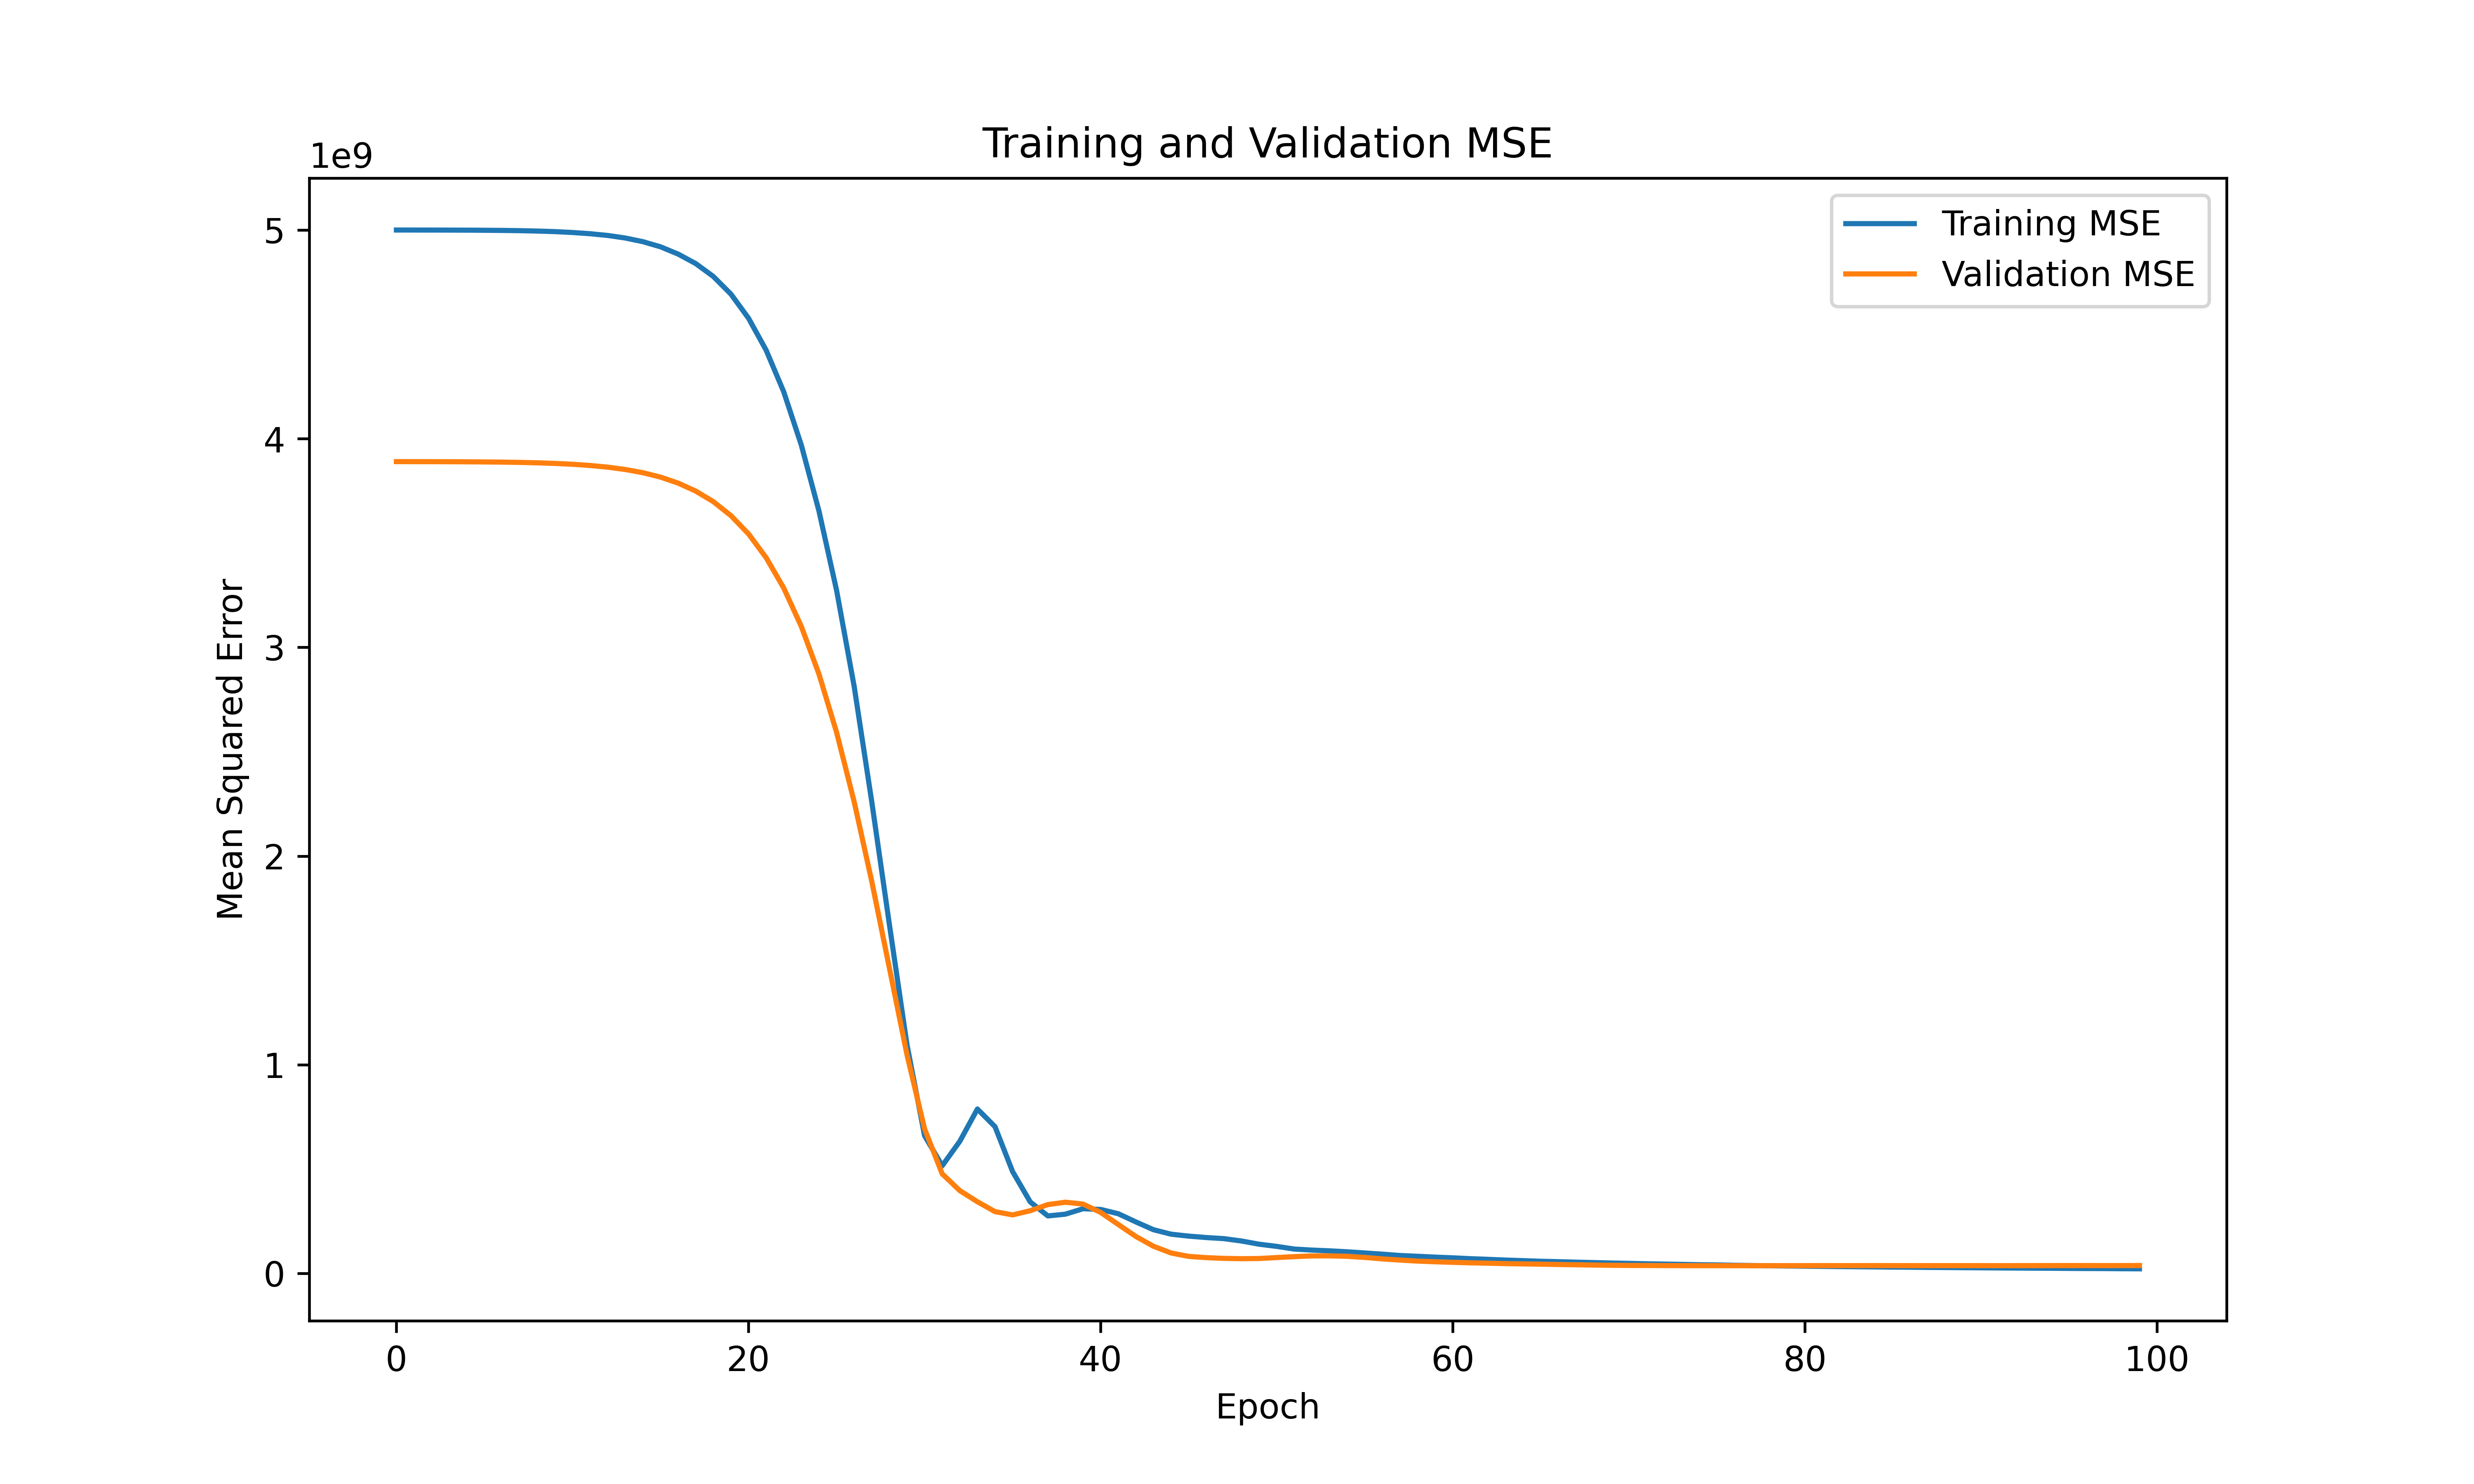 Training and Validation MSE
1e9
Training MSE
Validation MSE
5
4
3
2
1
0
Mean Squared Error
0 20 40 60 80 100
Epoch